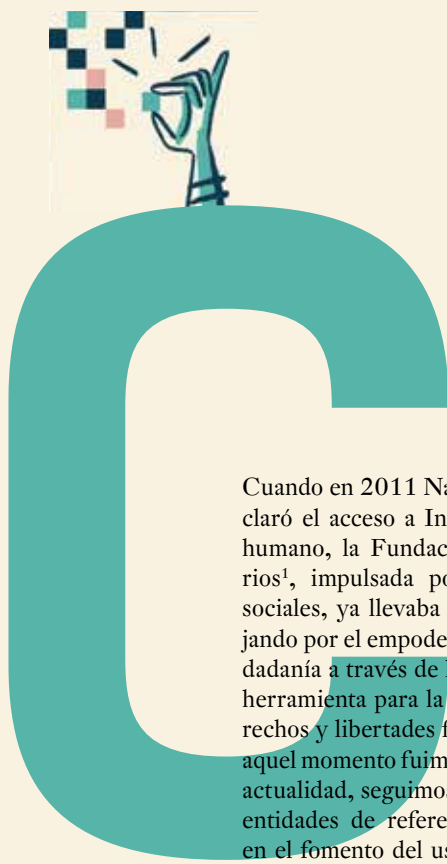 C
Cuando en 2011 Na
claró el acceso a In
humano, la Fundac
rios¹, impulsada po
sociales, ya llevaba
jando por el empode
dadanía a través de
herramienta para la
rechos y libertades f
aquel momento fuim
actualidad, seguimos
entidades de refere
en el fomento del us